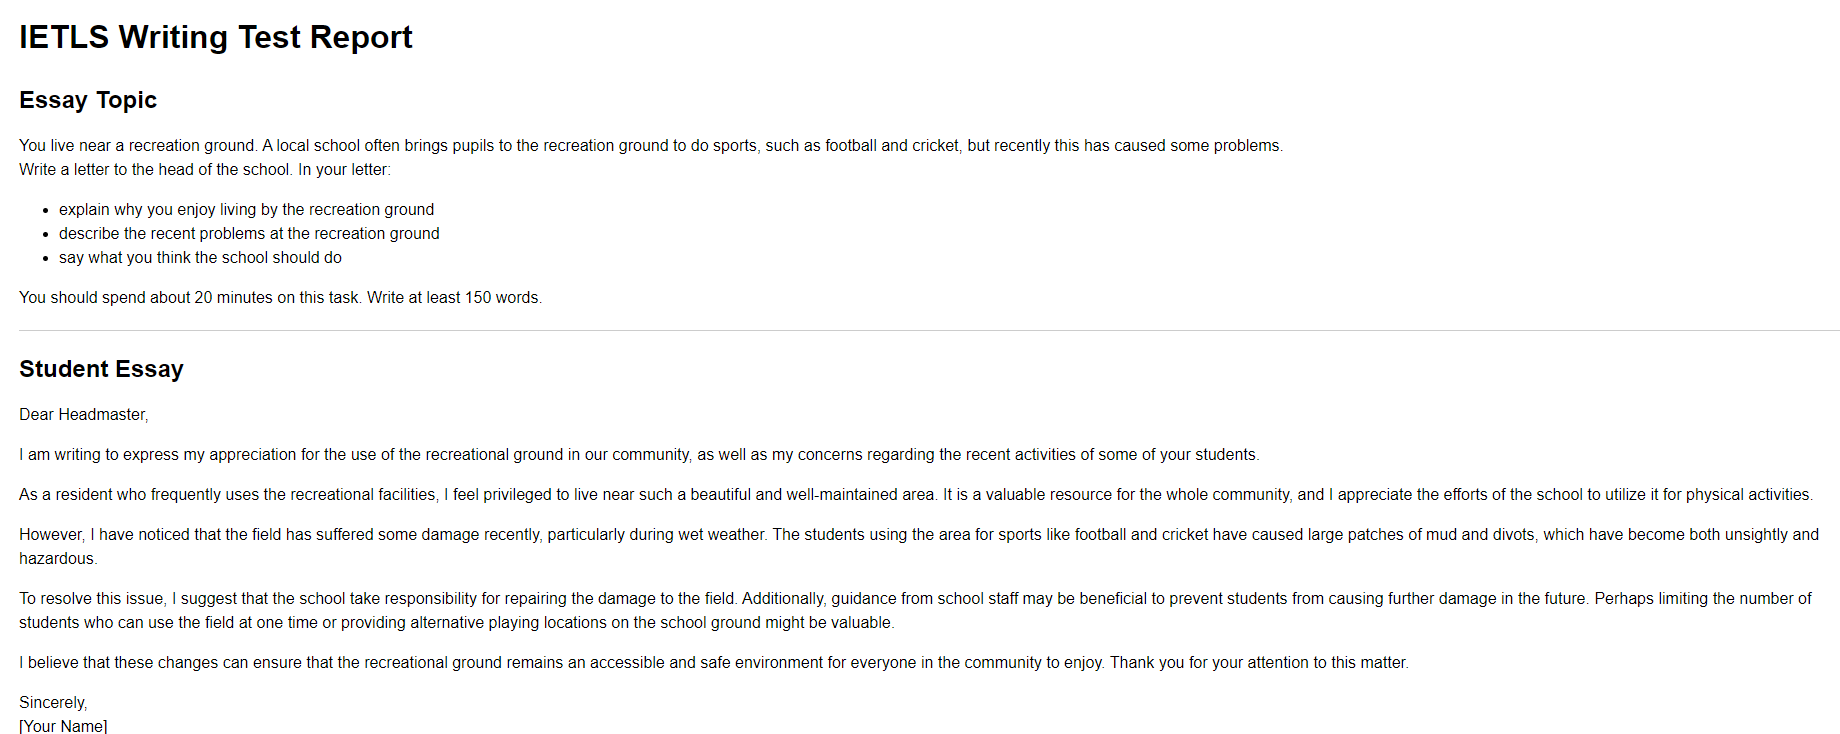 IETLS Writing Test Report
Essay Topic
You live near a recreation ground. A local school often brings pupils to the recreation ground to do sports, such as football and cricket, but recently this has caused some problems.
Write a letter to the head of the school. In your letter:
• explain why you enjoy living by the recreation ground
• describe the recent problems at the recreation ground
• say what you think the school should do
You should spend about 20 minutes on this task. Write at least 150 words.
Student Essay
Dear Headmaster,
I am writing to express my appreciation for the use of the recreational ground in our community, as well as my concerns regarding the recent activities of some of your students.
As a resident who frequently uses the recreational facilities, I feel privileged to live near such a beautiful and well-maintained area. It is a valuable resource for the whole community, and I appreciate the efforts of the school to utilize it for physical activities.
However, I have noticed that the field has suffered some damage recently, particularly during wet weather. The students using the area for sports like football and cricket have caused large patches of mud and divots, which have become both unsightly and
hazardous.
To resolve this issue, I suggest that the school take responsibility for repairing the damage to the field. Additionally, guidance from school staff may be beneficial to prevent students from causing further damage in the future. Perhaps limiting the number of
students who can use the field at one time or providing alternative playing locations on the school ground might be valuable.
I believe that these changes can ensure that the recreational ground remains an accessible and safe environment for everyone in the community to enjoy. Thank you for your attention to this matter.
Sincerely,
[Your Name]